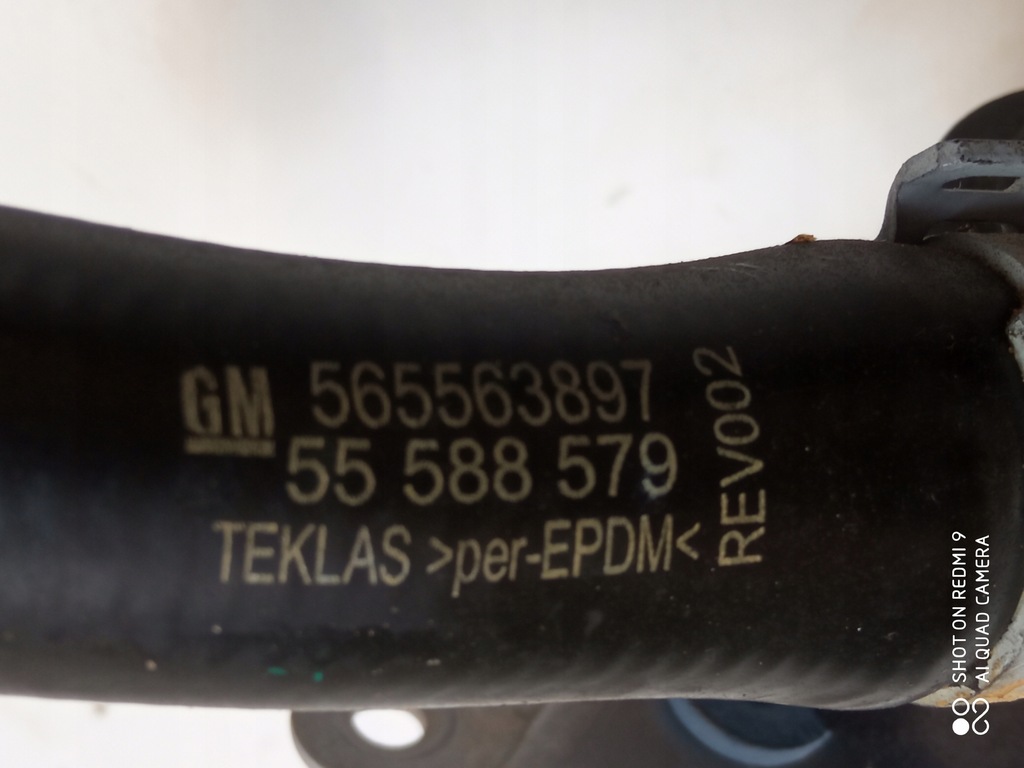 GM 565563897
55 588 579
TEKLAS >per-EPDM<
REV002
SHOT ON REDMI 9
AI QUAD CAMERA